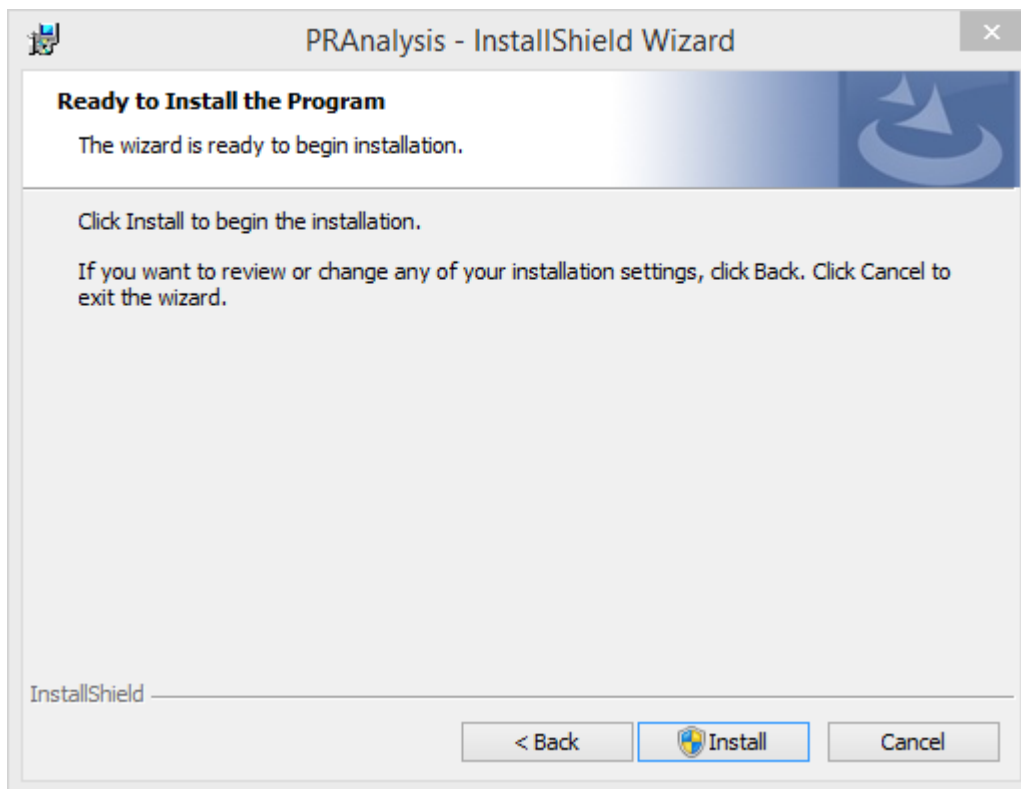 PRAnalysis - InstallShield Wizard
Ready to Install the Program
The wizard is ready to begin installation.
Click Install to begin the installation.
If you want to review or change any of your installation settings, click Back. Click Cancel to
exit the wizard.
InstallShield
< Back
Install
Cancel